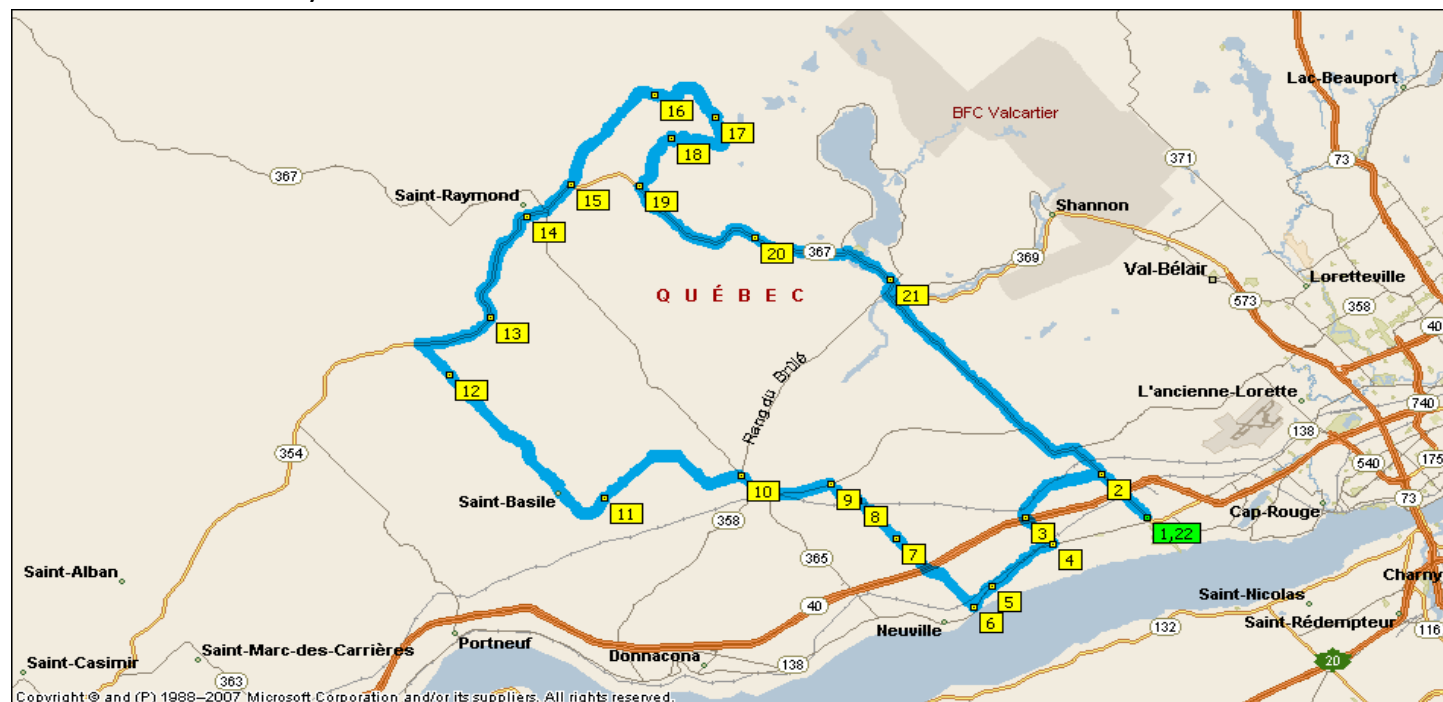 Lac-Beauport
BFC Valcartier
73
371
16
17
18
367
Saint-Raymond
15
19
14
Shannon
20
367
369
Val-Bélair
Loretteville
21
QUÉBEC
573
358
13
40
Rang du Brûlé
12
L'ancienne-Lorette
740
138
354
540
175
Saint-Basile
10
9
2
11
8
Cap-Rouge
73
358
3
1,22
7
4
365
Saint-Alban
Charny
5
Saint-Nicolas
40
6
Neuville
132
Saint-Rédempteur
116
Portneuf
Saint-Marc-des-Carrières
Donnacona
138
20
Saint-Casimir
363
Copyright © and (P) 1988–2007 Microsoft Corporation and/or its suppliers. All rights reserved.